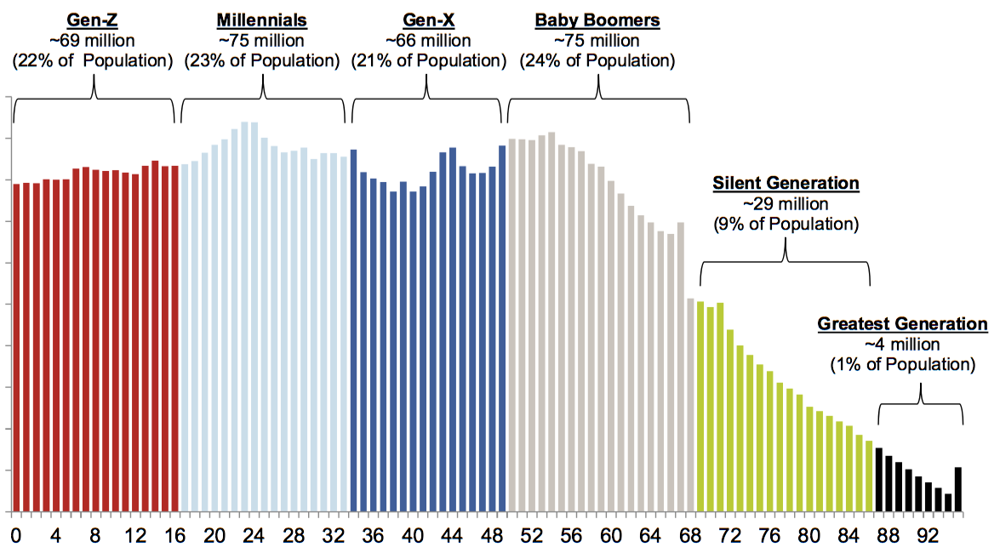 Gen-Z
~69 million
(22% of Population)
Millennials
~75 million
(23% of Population)
Gen-X
~66 million
(21% of Population)
Baby Boomers
~75 million
(24% of Population)
Silent Generation
~29 million
(9% of Population)
Greatest Generation
~4 million
(1% of Population)
0 4 8 12 16 20 24 28 32 36 40 44 48 52 56 60 64 68 72 76 80 84 88 92